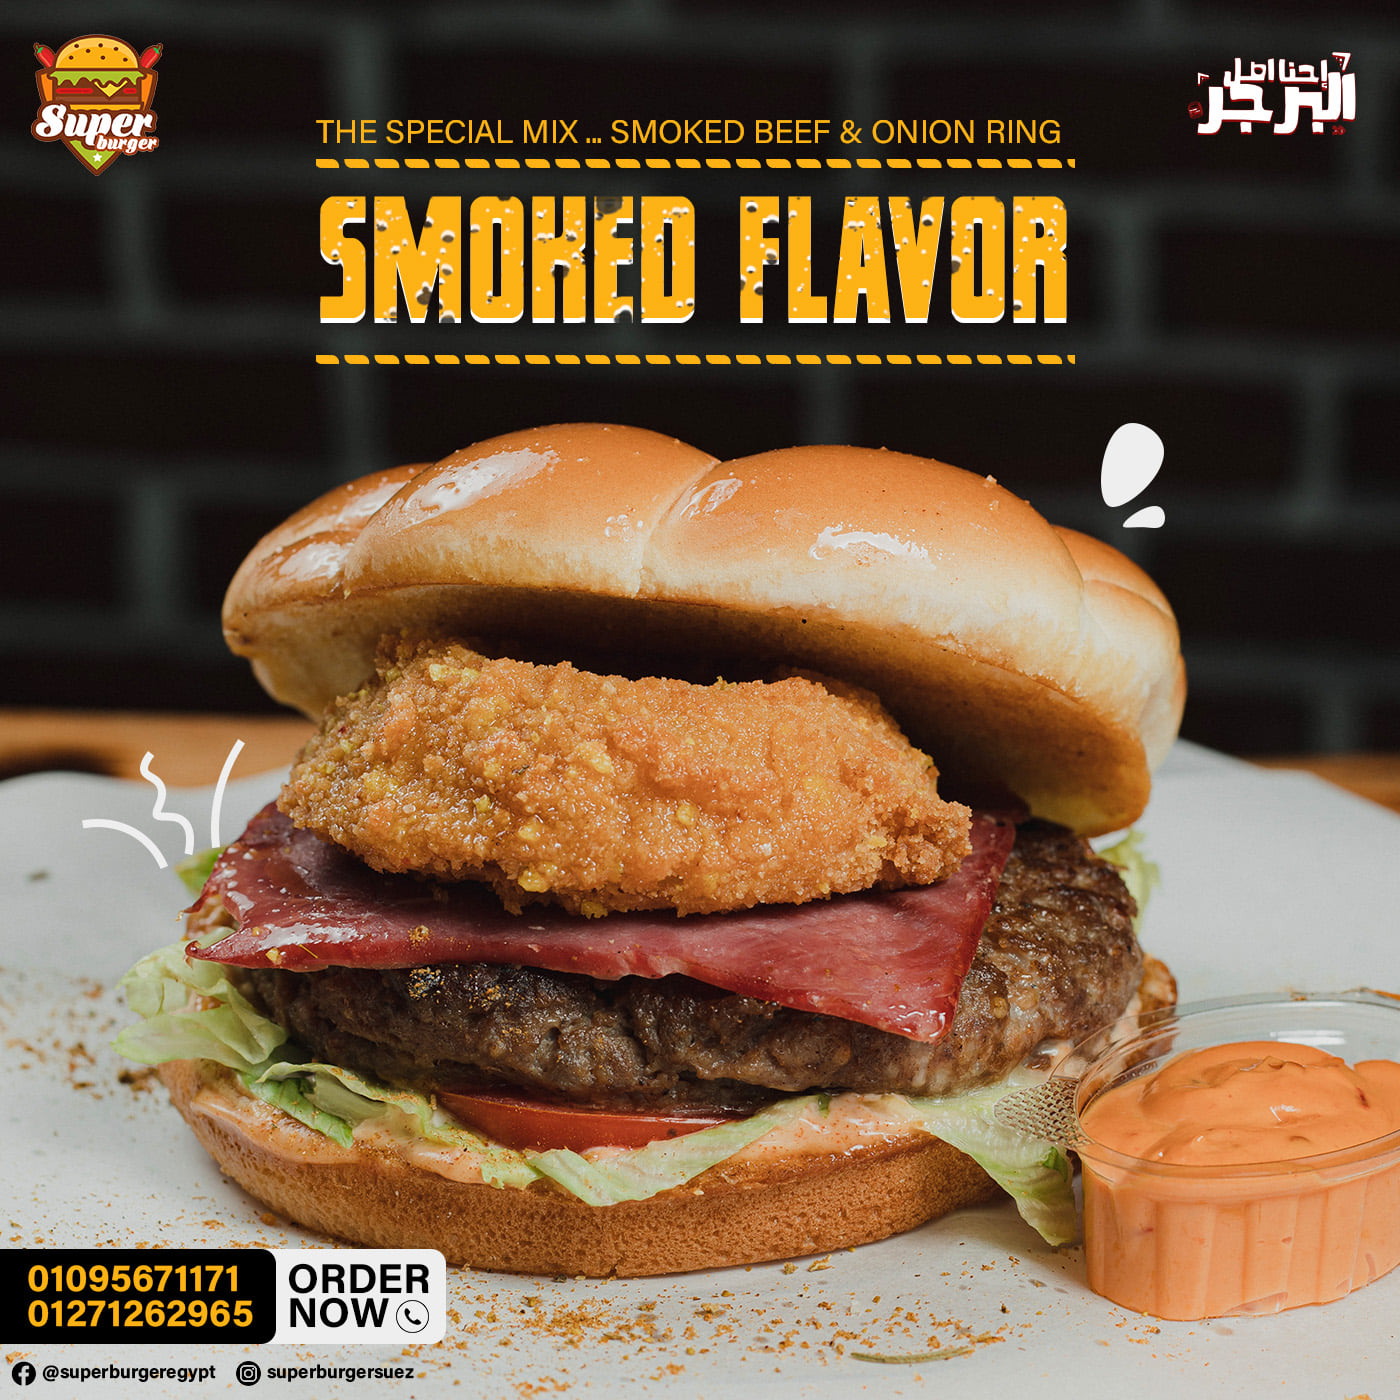 Super
burger
احنا اصل
البرجر
THE SPECIAL MIX ... SMOKED BEEF & ONION RING
SMOKED FLAVOR
01095671171
01271262965
ORDER
NOW
@superburgeregypt
superburgersuez